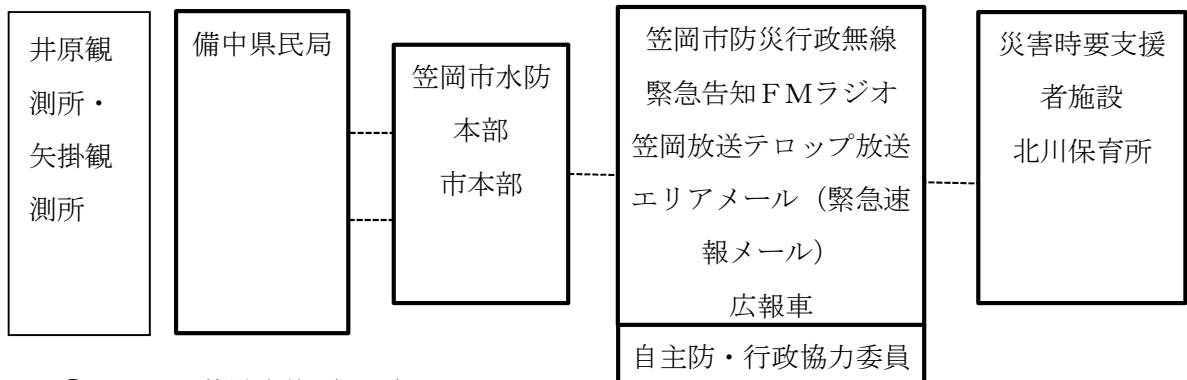 井原観
測所・
矢掛観
測所
備中県民局
笠岡市水防
本部
市本部
笠岡市防災行政無線
緊急告知ＦＭラジオ
笠岡放送テロップ放送
エリアメール（緊急速
報メール）
広報車
自主防・行政協力委員
災害時要支援
者施設
北川保育所